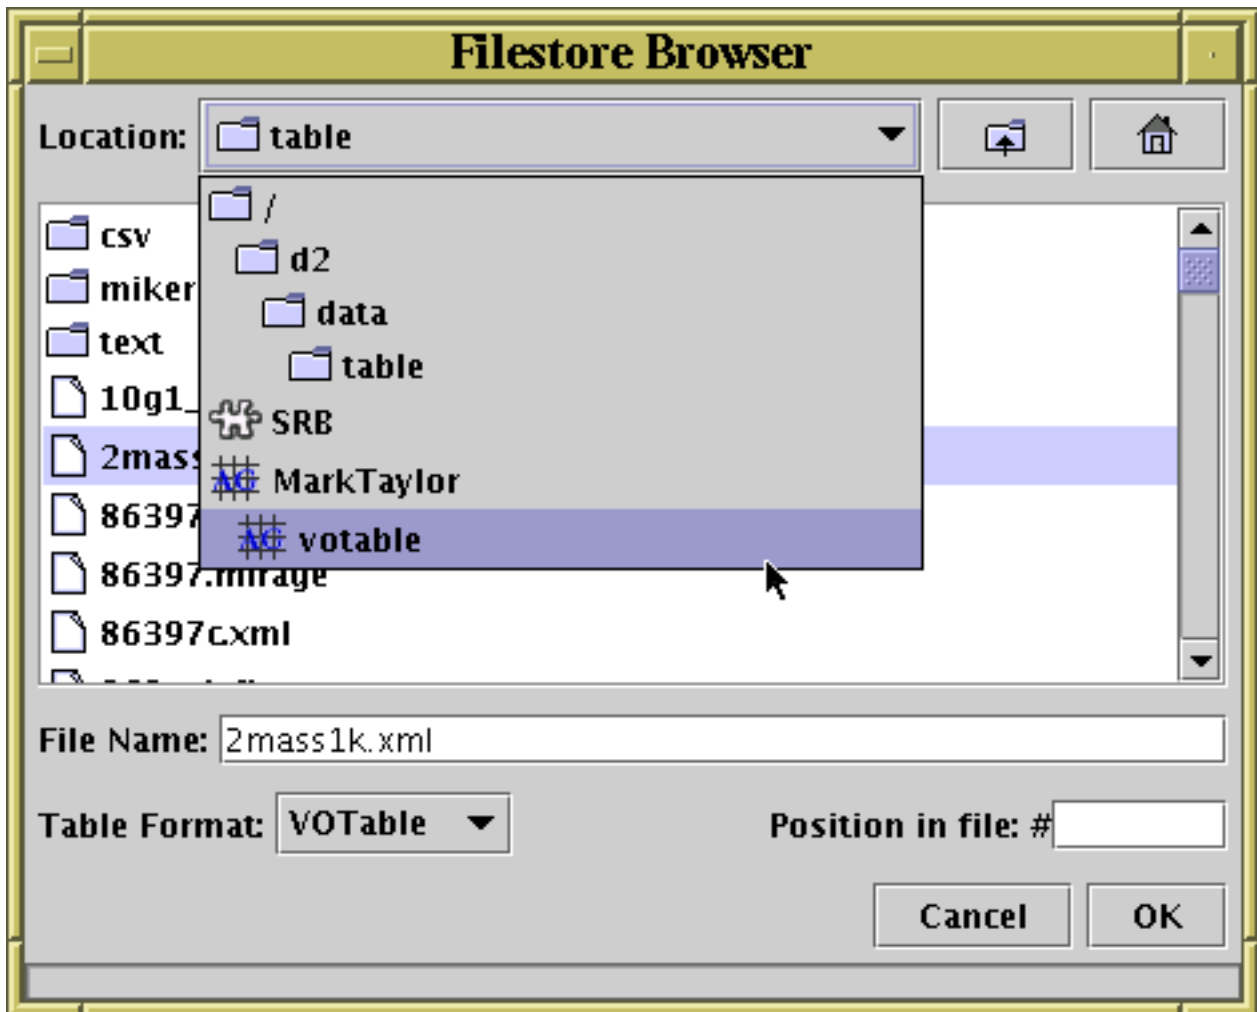 Filestore Browser
Location: table
/
csv
d2
miker
data
text
table
10g1_
SRB
2mass
MarkTaylor
86397
votable
86397.mirage
86397c.xml
File Name: 2mass1k.xml
Table Format: VOTable Position in file: #
Cancel OK